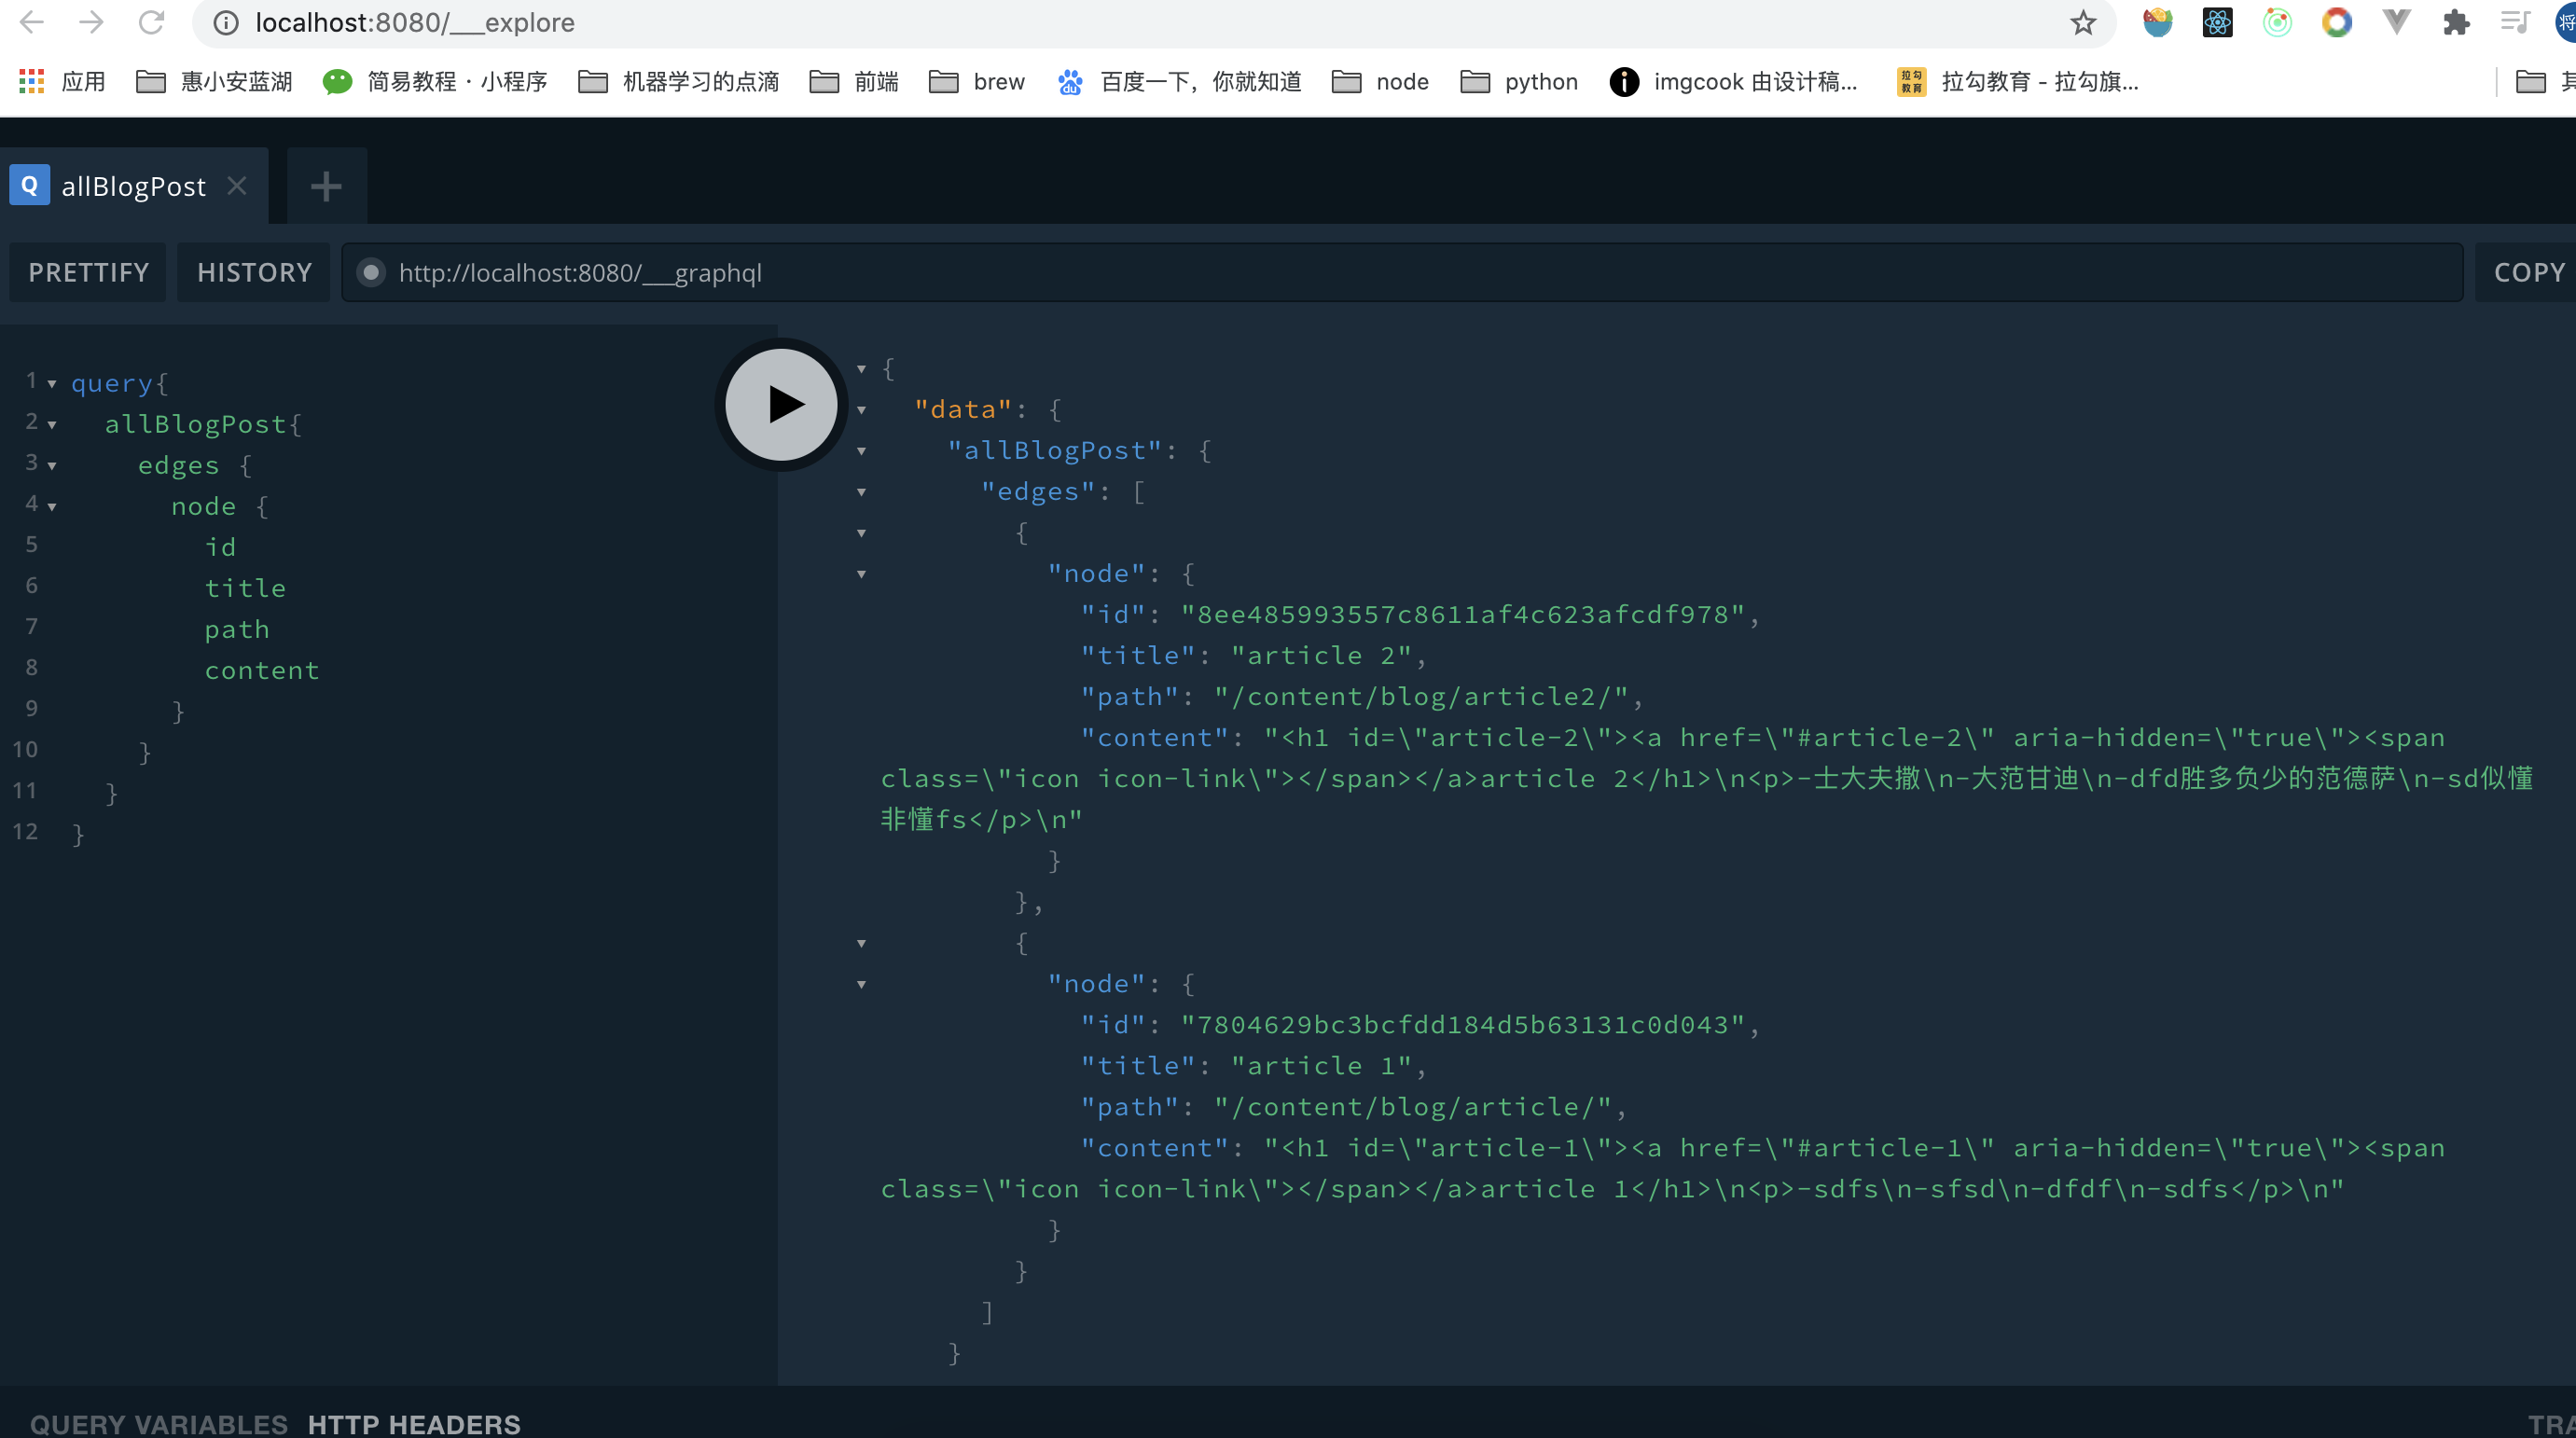 localhost:8080/___explore
应用 惠小安蓝湖 简易教程 · 小程序 机器学习的点滴 前端 brew 百度一下，你就知道 node python imgcook 由设计稿... 拉勾教育 - 拉勾旗...
Q allBlogPost
PRETTIFY HISTORY http://localhost:8080/___graphql COPY
1 query{
2 allBlogPost{
3 edges {
4 node {
5 id
6 title
7 path
8 content
9 }
10 }
11 }
12 }
{
"data": {
"allBlogPost": {
"edges": [
{
"node": {
"id": "8ee485993557c8611af4c623afcdf978",
"title": "article 2",
"path": "/content/blog/article2/",
"content": "<h1 id=\"article-2\"><a href=\"#article-2\" aria-hidden=\"true\"><span
class=\"icon icon-link\"></span></a>article 2</h1>\n<p>-士大夫撒\n-大范甘迪\n-dfd胜多负少的范德萨\n-sd似懂
非懂fs</p>\n"
}
},
{
"node": {
"id": "7804629bc3bcfdd184d5b63131c0d043",
"title": "article 1",
"path": "/content/blog/article/",
"content": "<h1 id=\"article-1\"><a href=\"#article-1\" aria-hidden=\"true\"><span
class=\"icon icon-link\"></span></a>article 1</h1>\n<p>-sdfs\n-sfsd\n-dfdf\n-sdfs</p>\n"
}
}
]
}
QUERY VARIABLES HTTP HEADERS